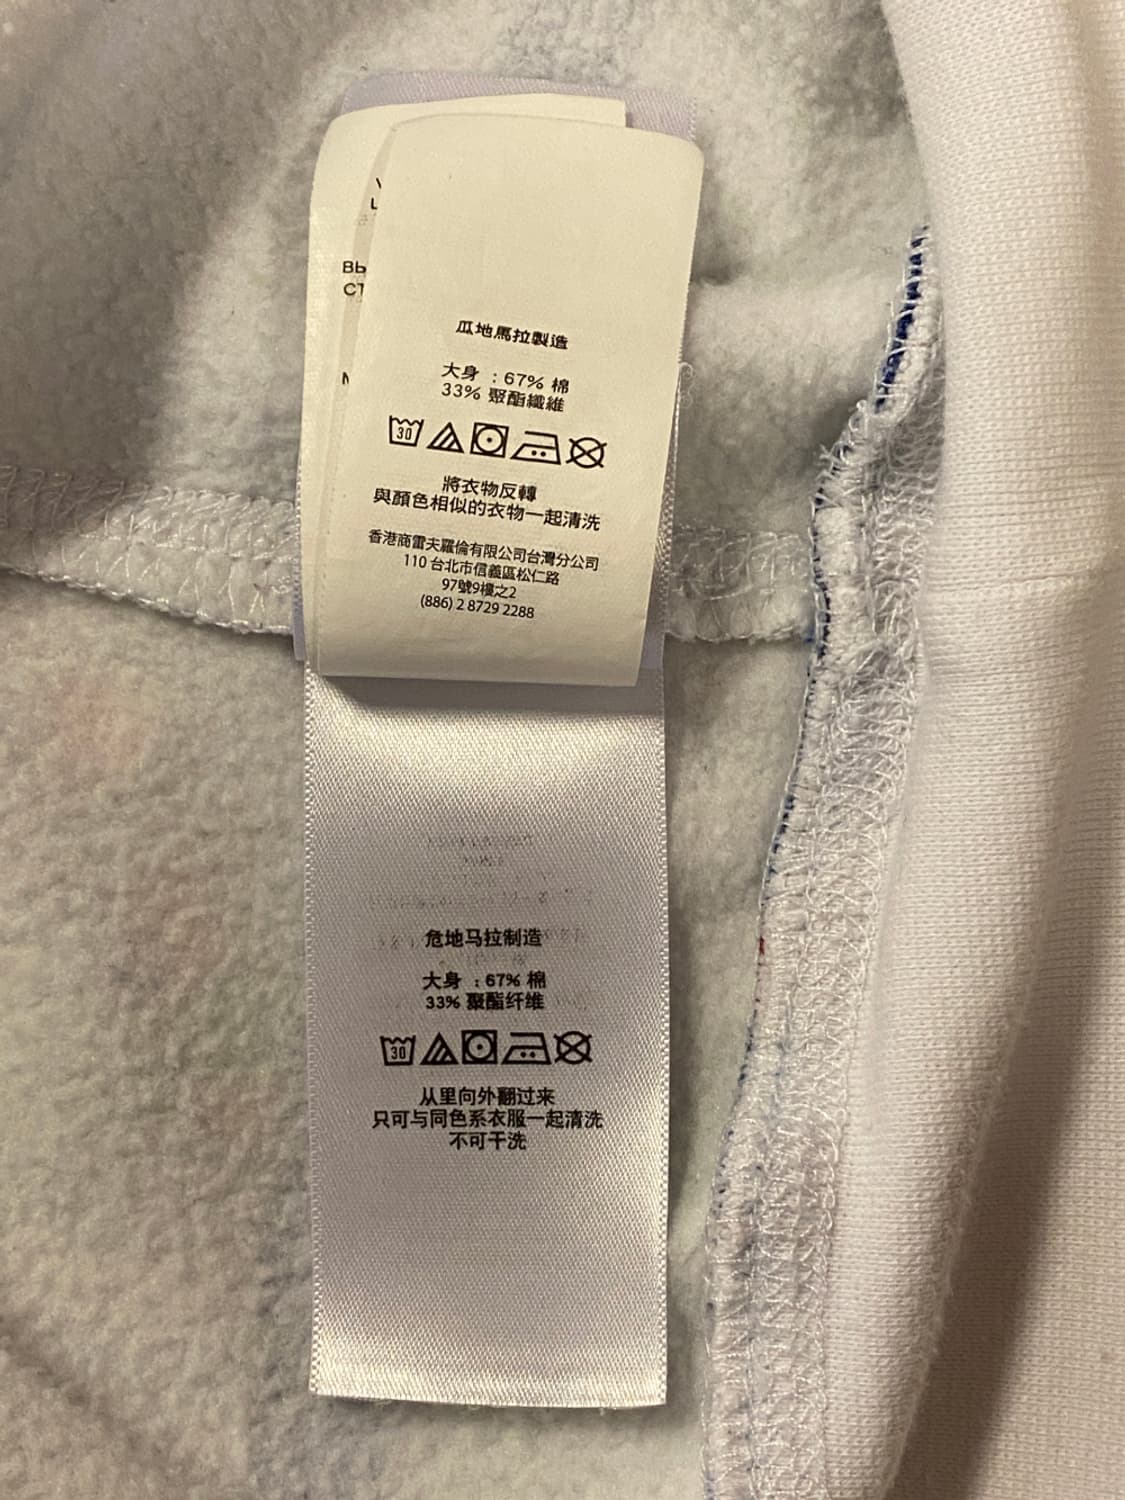 ВЬ
СТ
瓜地馬拉製造
大身 : 67% 棉
33% 聚酯纖維
30
將衣物反轉
與顏色相似的衣物一起清洗
香港商雷夫羅倫有限公司台灣分公司
110 台北市信義區松仁路
97號9樓之2
(886) 2 8729 2288
危地马拉制造
大身 : 67% 棉
33% 聚酯纤维
30
从里向外翻过来
只可与同色系衣服一起清洗
不可干洗